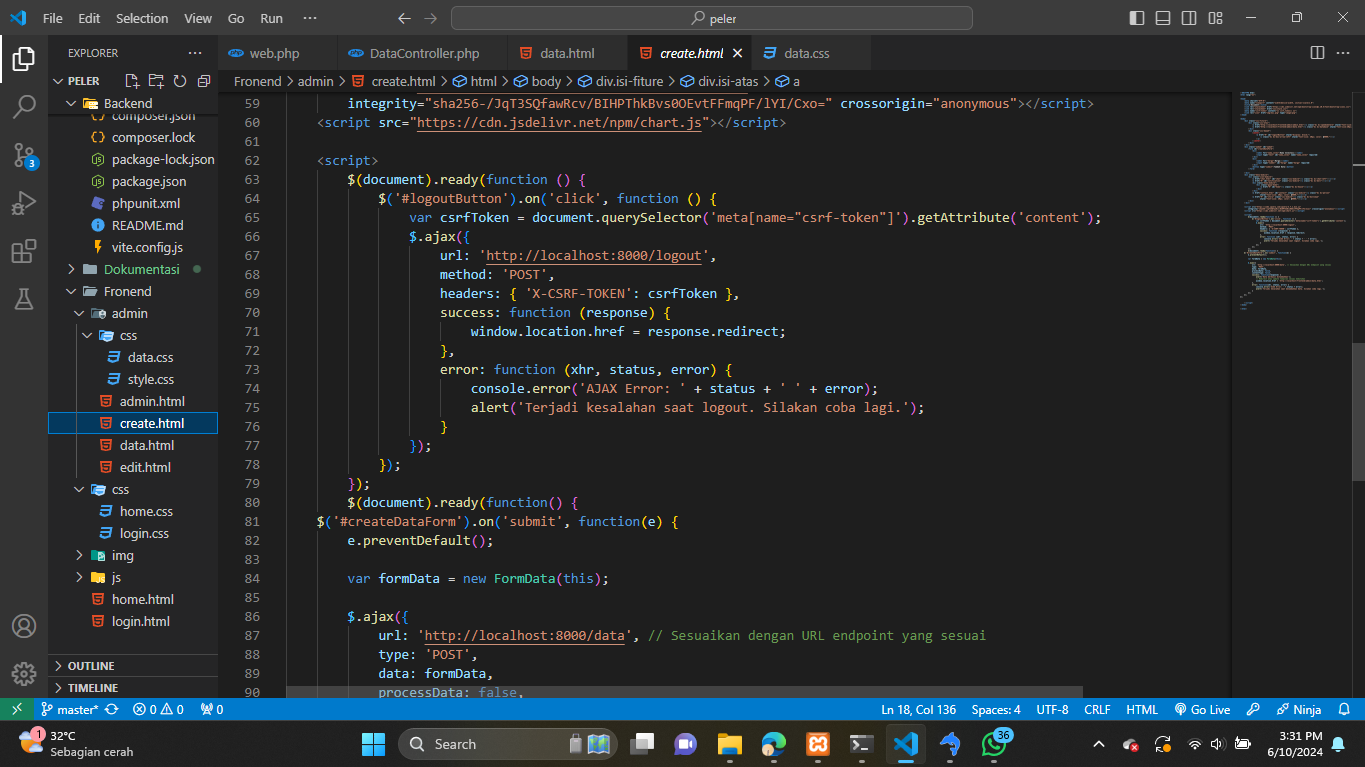 File Edit Selection View Go Run ··· peler
EXPLORER ···
web.php DataController.php data.html create.html data.css
PELER
Fronend > admin > create.html > html > body > div.isi-fiture > div.isi-atas > a
Backend
composer.json
composer.lock
package-lock.json
package.json
phpunit.xml
README.md
vite.config.js
Dokumentasi
Fronend
admin
css
data.css
style.css
admin.html
create.html
data.html
edit.html
css
home.css
login.css
img
js
home.html
login.html
OUTLINE
TIMELINE
3
59 integrity="sha256-/JqT3SQfawRcv/BIHPThkBvs0OEvtFFmqPF/lYI/Cxo=" crossorigin="anonymous"></script>
60 <script src="https://cdn.jsdelivr.net/npm/chart.js"></script>
61
62 <script>
63 $(document).ready(function () {
64 $('#logoutButton').on('click', function () {
65 var csrfToken = document.querySelector('meta[name="csrf-token"]').getAttribute('content');
66 $.ajax({
67 url: 'http://localhost:8000/logout',
68 method: 'POST',
69 headers: { 'X-CSRF-TOKEN': csrfToken },
70 success: function (response) {
71 window.location.href = response.redirect;
72 },
73 error: function (xhr, status, error) {
74 console.error('AJAX Error: ' + status + ' ' + error);
75 alert('Terjadi kesalahan saat logout. Silakan coba lagi.');
76 }
77 });
78 });
79 });
80 $(document).ready(function() {
81 $('#createDataForm').on('submit', function(e) {
82 e.preventDefault();
83
84 var formData = new FormData(this);
85
86 $.ajax({
87 url: 'http://localhost:8000/data', // Sesuaikan dengan URL endpoint yang sesuai
88 type: 'POST',
89 data: formData,
90 processData: false,
master* 0 0 0 Ln 18, Col 136 Spaces: 4 UTF-8 CRLF HTML Go Live Ninja
1 32°C
Sebagian cerah
Search
36
3:31 PM
6/10/2024